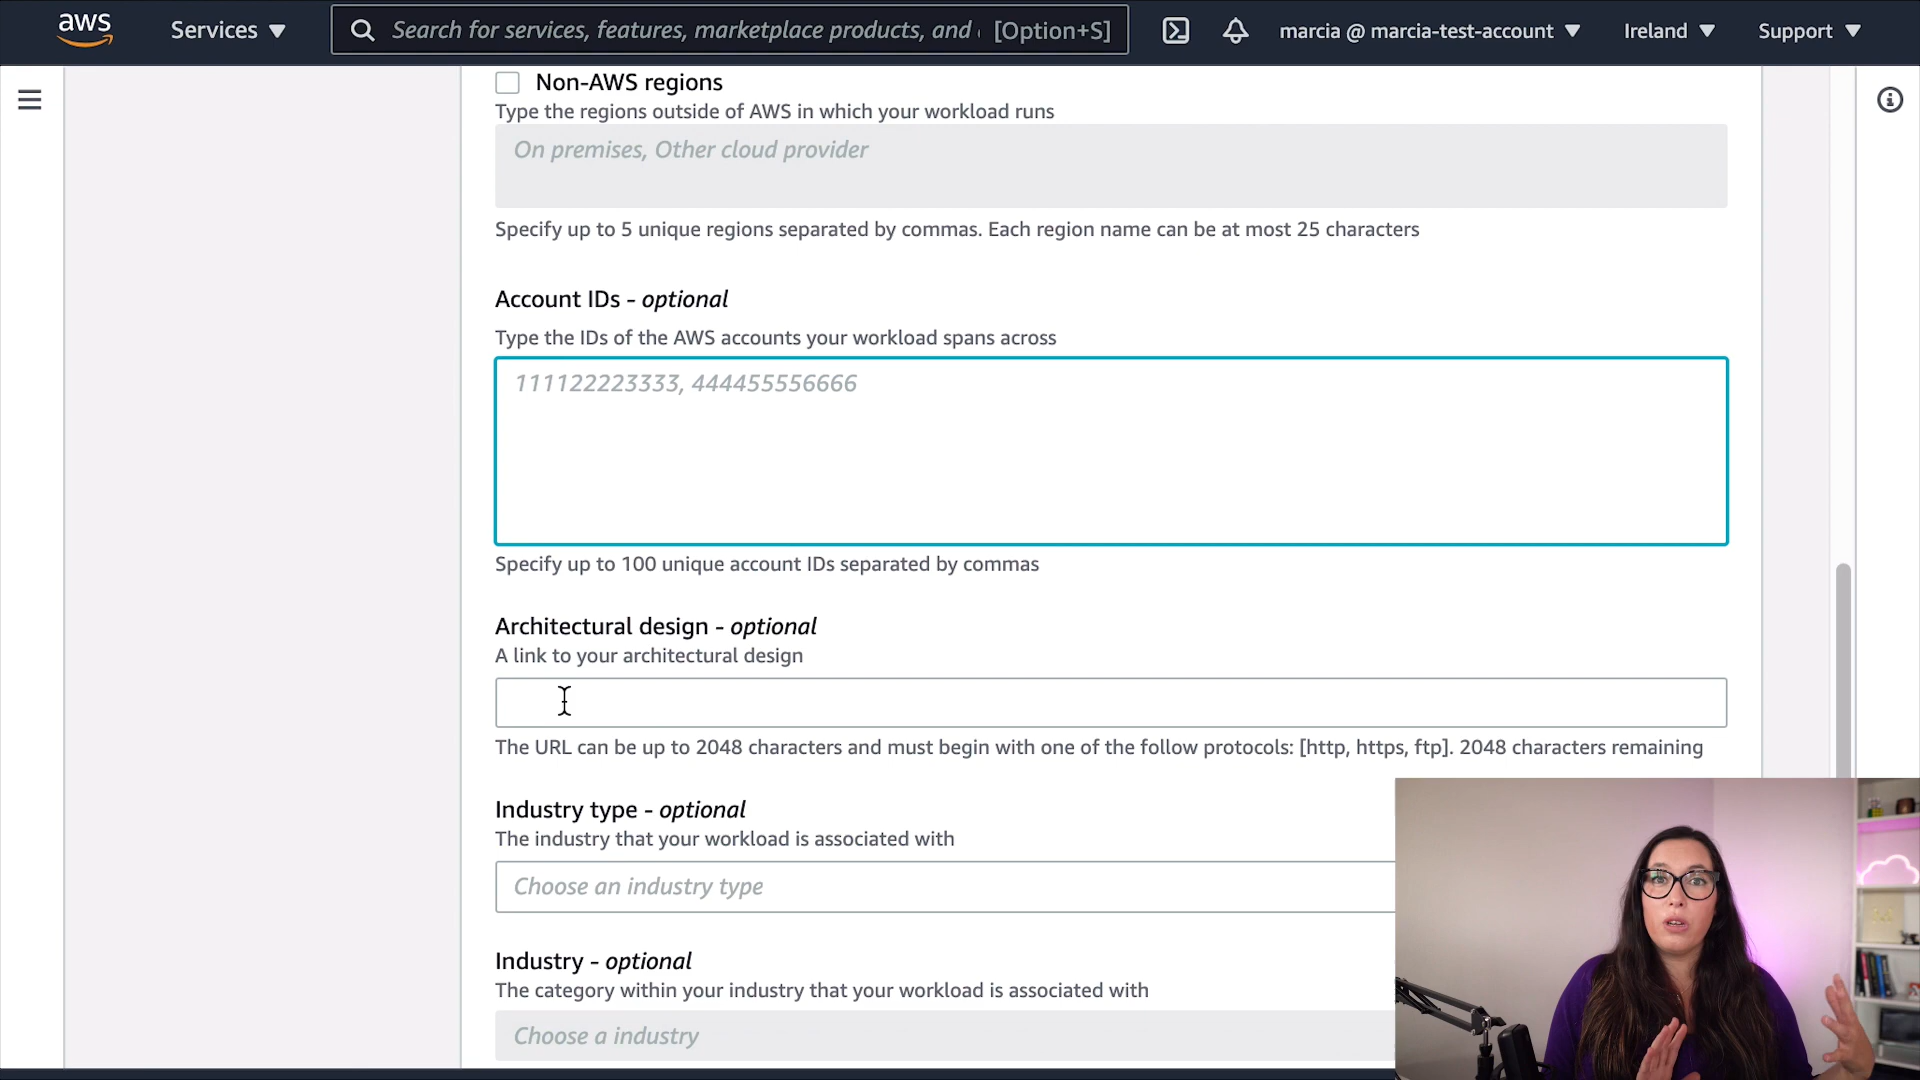 aws
Services
Search for services, features, marketplace products, and
[Option+S]
marcia @ marcia-test-account
Ireland
Support
Non-AWS regions
Type the regions outside of AWS in which your workload runs
On premises, Other cloud provider
Specify up to 5 unique regions separated by commas. Each region name can be at most 25 characters
Account IDs - optional
Type the IDs of the AWS accounts your workload spans across
111122223333, 444455556666
Specify up to 100 unique account IDs separated by commas
Architectural design - optional
A link to your architectural design
The URL can be up to 2048 characters and must begin with one of the follow protocols: [http, https, ftp]. 2048 characters remaining
Industry type - optional
The industry that your workload is associated with
Choose an industry type
Industry - optional
The category within your industry that your workload is associated with
Choose a industry